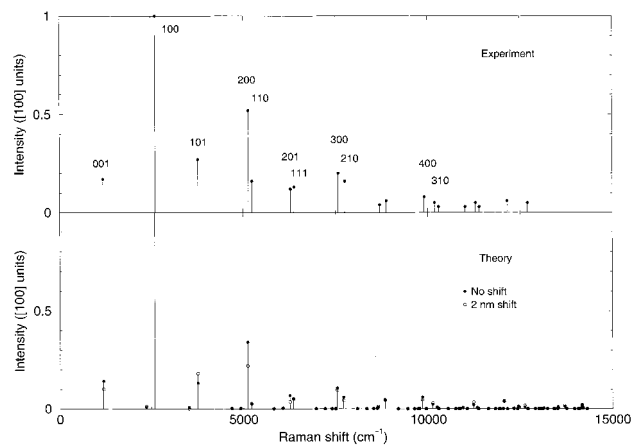 1
100
Experiment
Intensity ([100] units)
200
110
0.5
101
300
201
210
001
111
400
310
0
Theory
No shift
2 nm shift
Intensity ([100] units)
0.5
0
0
5000
10000
15000
Raman shift (cm⁻¹)